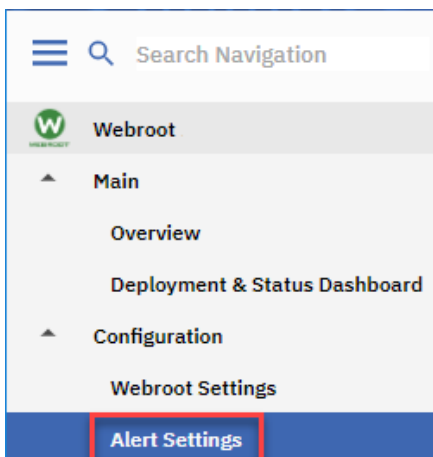 Search Navigation
Webroot
Main
Overview
Deployment & Status Dashboard
Configuration
Webroot Settings
Alert Settings